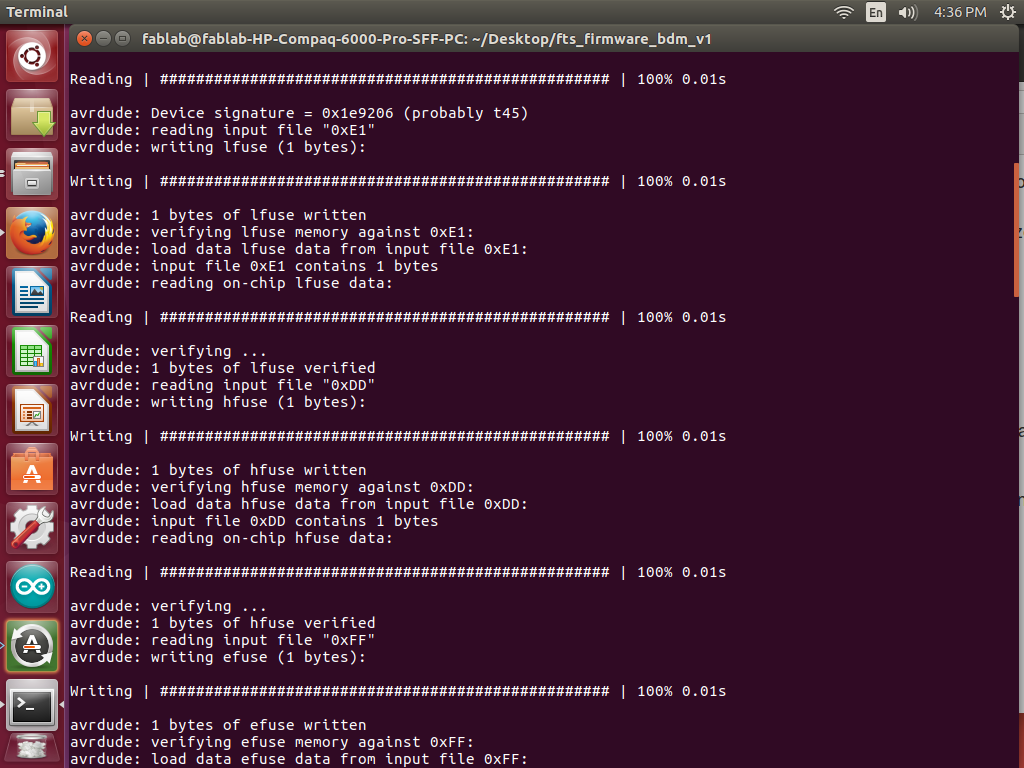 Terminal
En
4:36 PM
fablab@fablab-HP-Compaq-6000-Pro-SFF-PC: ~/Desktop/fts_firmware_bdm_v1
Reading | ################################################## | 100% 0.01s
avrdude: Device signature = 0x1e9206 (probably t45)
avrdude: reading input file "0xE1"
avrdude: writing lfuse (1 bytes):
Writing | ################################################## | 100% 0.01s
avrdude: 1 bytes of lfuse written
avrdude: verifying lfuse memory against 0xE1:
avrdude: load data lfuse data from input file 0xE1:
avrdude: input file 0xE1 contains 1 bytes
avrdude: reading on-chip lfuse data:
Reading | ################################################## | 100% 0.01s
avrdude: verifying ...
avrdude: 1 bytes of lfuse verified
avrdude: reading input file "0xDD"
avrdude: writing hfuse (1 bytes):
Writing | ################################################## | 100% 0.01s
avrdude: 1 bytes of hfuse written
avrdude: verifying hfuse memory against 0xDD:
avrdude: load data hfuse data from input file 0xDD:
avrdude: input file 0xDD contains 1 bytes
avrdude: reading on-chip hfuse data:
Reading | ################################################## | 100% 0.01s
avrdude: verifying ...
avrdude: 1 bytes of hfuse verified
avrdude: reading input file "0xFF"
avrdude: writing efuse (1 bytes):
Writing | ################################################## | 100% 0.01s
avrdude: 1 bytes of efuse written
avrdude: verifying efuse memory against 0xFF:
avrdude: load data efuse data from input file 0xFF: